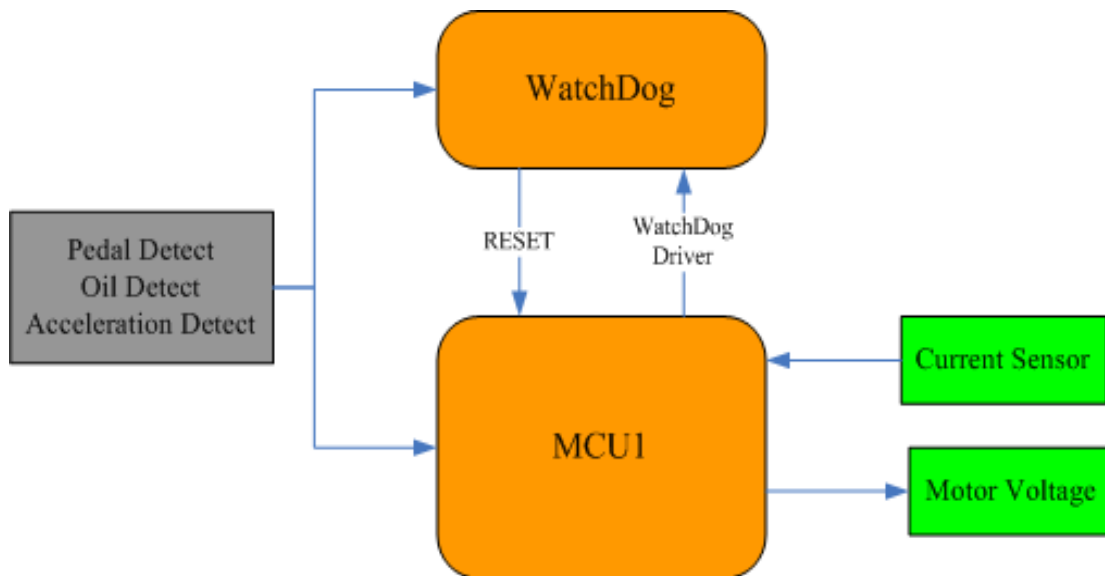 WatchDog
Pedal Detect
Oil Detect
Acceleration Detect
RESET
WatchDog
Driver
Current Sensor
MCU1
Motor Voltage